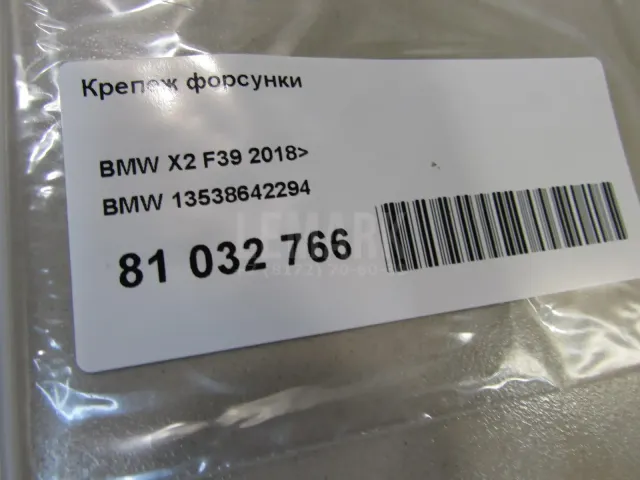 Крепеж форсунки
BMW X2 F39 2018>
BMW 13538642294
81 032 766